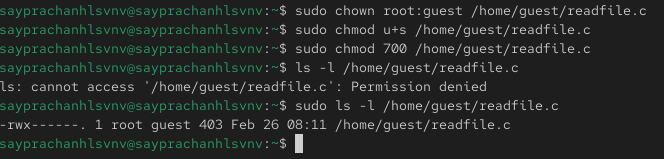 sayprachanhlsvnv@sayprachanhlsvnv:~$ sudo chown root:guest /home/guest/readfile.c
sayprachanhlsvnv@sayprachanhlsvnv:~$ sudo chmod u+s /home/guest/readfile.c
sayprachanhlsvnv@sayprachanhlsvnv:~$ sudo chmod 700 /home/guest/readfile.c
sayprachanhlsvnv@sayprachanhlsvnv:~$ ls -l /home/guest/readfile.c
ls: cannot access '/home/guest/readfile.c': Permission denied
sayprachanhlsvnv@sayprachanhlsvnv:~$ sudo ls -l /home/guest/readfile.c
-rwx------. 1 root guest 403 Feb 26 08:11 /home/guest/readfile.c
sayprachanhlsvnv@sayprachanhlsvnv:~$